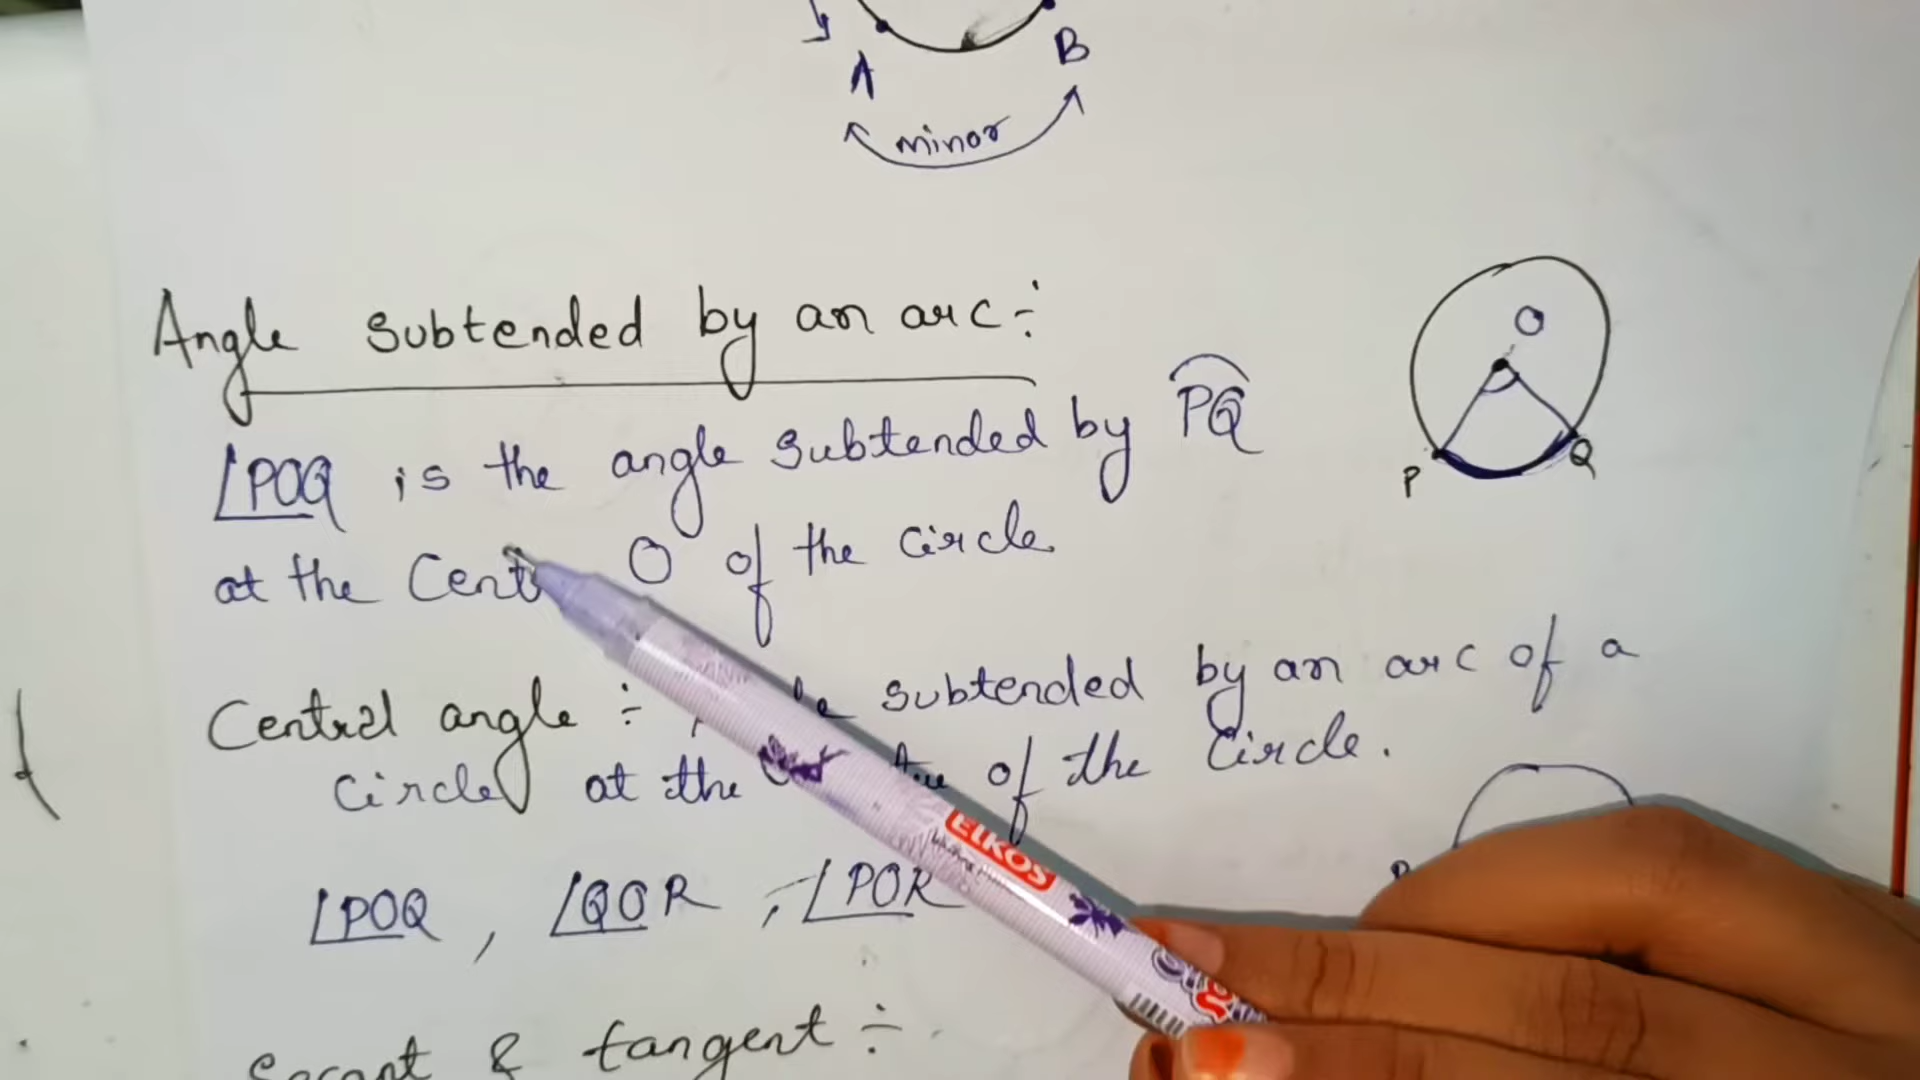 A
B
minor
Angle subtended by an arc÷
O
∠POQ is the angle subtended by PQ
P
Q
at the Cent O of the circle
Central angle ÷ subtended by an arc of a
circle at the of the Circle.
∠POQ, ∠QOR, ∠POR
ELKOS
Secant & tangent ÷